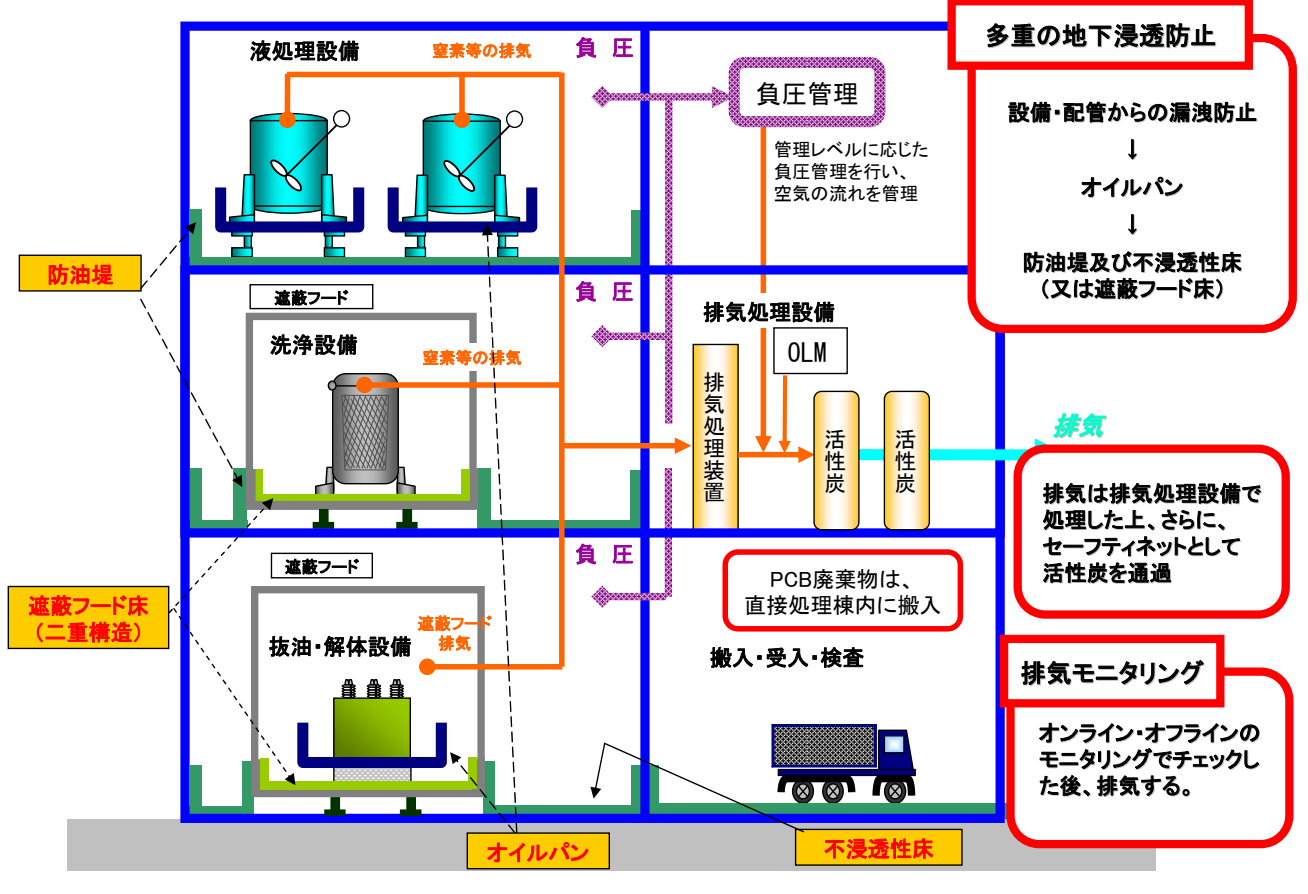 多重の地下浸透防止
設備・配管からの漏洩防止
↓
オイルパン
↓
防油堤及び不浸透性床
（又は遮蔽フード床）
液処理設備
窒素等の排気
負 圧
負圧管理
管理レベルに応じた
負圧管理を行い、
空気の流れを管理
防油堤
遮蔽フード
洗浄設備
窒素等の排気
負 圧
排気処理設備
OLM
排気処理装置
活性炭
活性炭
排気
排気は排気処理設備で
処理した上、さらに、
セーフティネットとして
活性炭を通過
遮蔽フード床
（二重構造）
遮蔽フード
抜油・解体設備
遮蔽フード
排気
負 圧
PCB廃棄物は、
直接処理棟内に搬入
搬入・受入・検査
排気モニタリング
オンライン・オフラインの
モニタリングでチェックし
た後、排気する。
オイルパン
不浸透性床